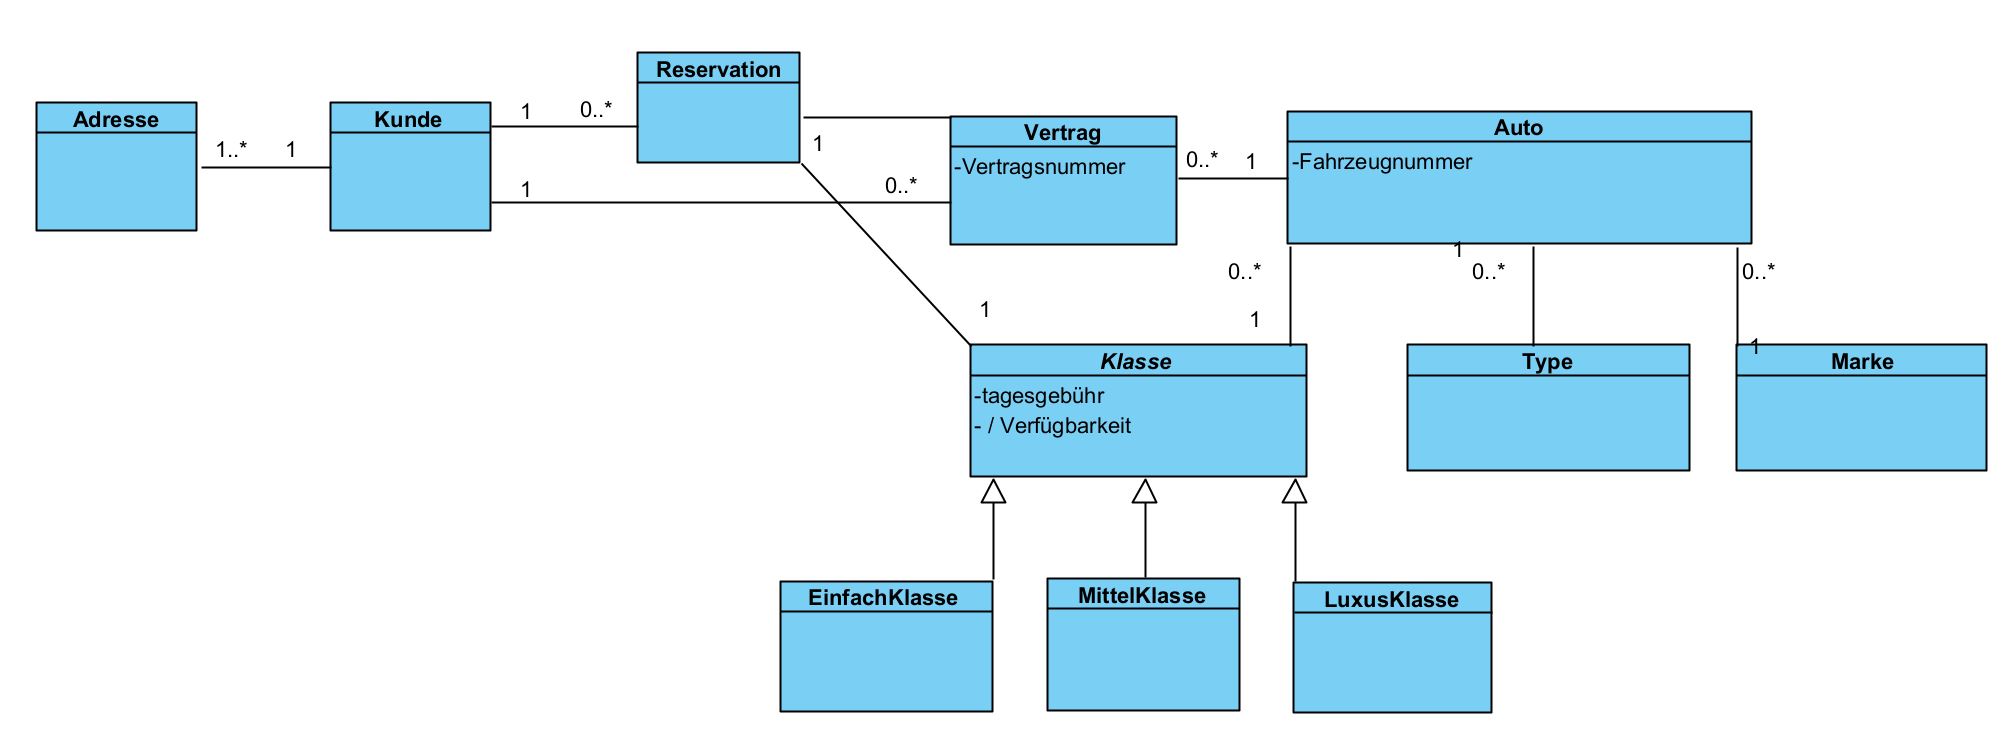 Reservation
Adresse
Kunde
1
0..*
1..*
1
1
Vertrag
-Vertragsnummer
Auto
-Fahrzeugnummer
0..*
1
1
0..*
0..*
1
1
0..*
0..*
1
1
1
Klasse
-tagesgebühr
- / Verfügbarkeit
Type
Marke
EinfachKlasse
MittelKlasse
LuxusKlasse